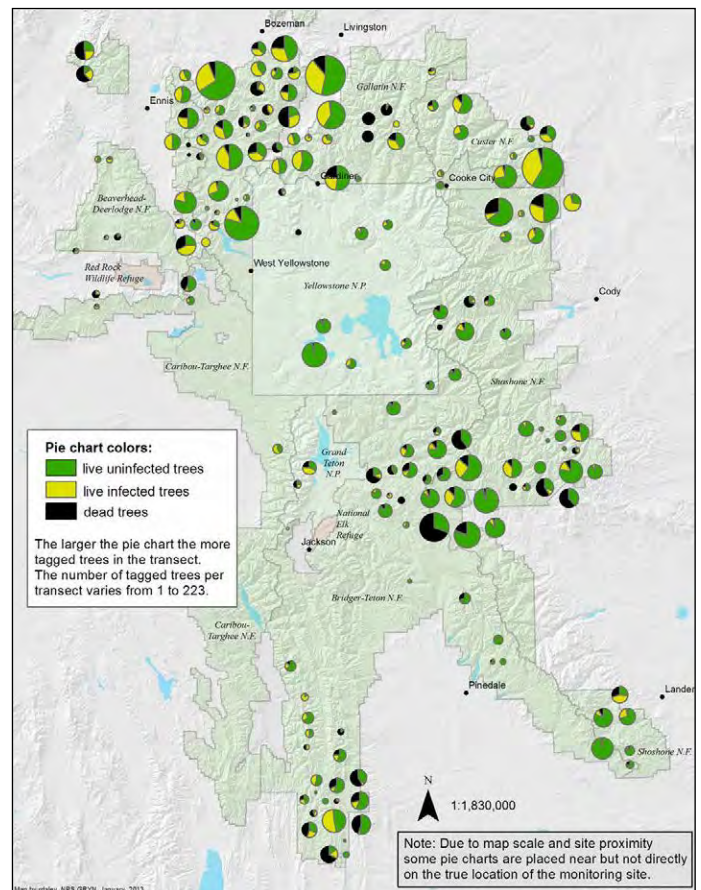 Bozeman
Livingston
Gallatin N.F.
Ennis
Custer N.F.
Gardiner
Cooke City
Beaverhead-
Deerlodge N.F.
Red Rock
Wildlife Refuge
West Yellowstone
Yellowstone N.P.
Cody
Caribou-Targhee N.F.
Shoshone N.F.
Pie chart colors:
live uninfected trees
live infected trees
dead trees
The larger the pie chart the more
tagged trees in the transect.
The number of tagged trees per
transect varies from 1 to 223.
Grand
Teton
N.P.
National
Elk
Refuge
Jackson
Bridger-Teton N.F.
Caribou-
Targhee N.F.
Pinedale
Lander
Shoshone N.F.
N
1:1,830,000
Note: Due to map scale and site proximity
some pie charts are placed near but not directly
on the true location of the monitoring site.
NPS GRYN January, 2013